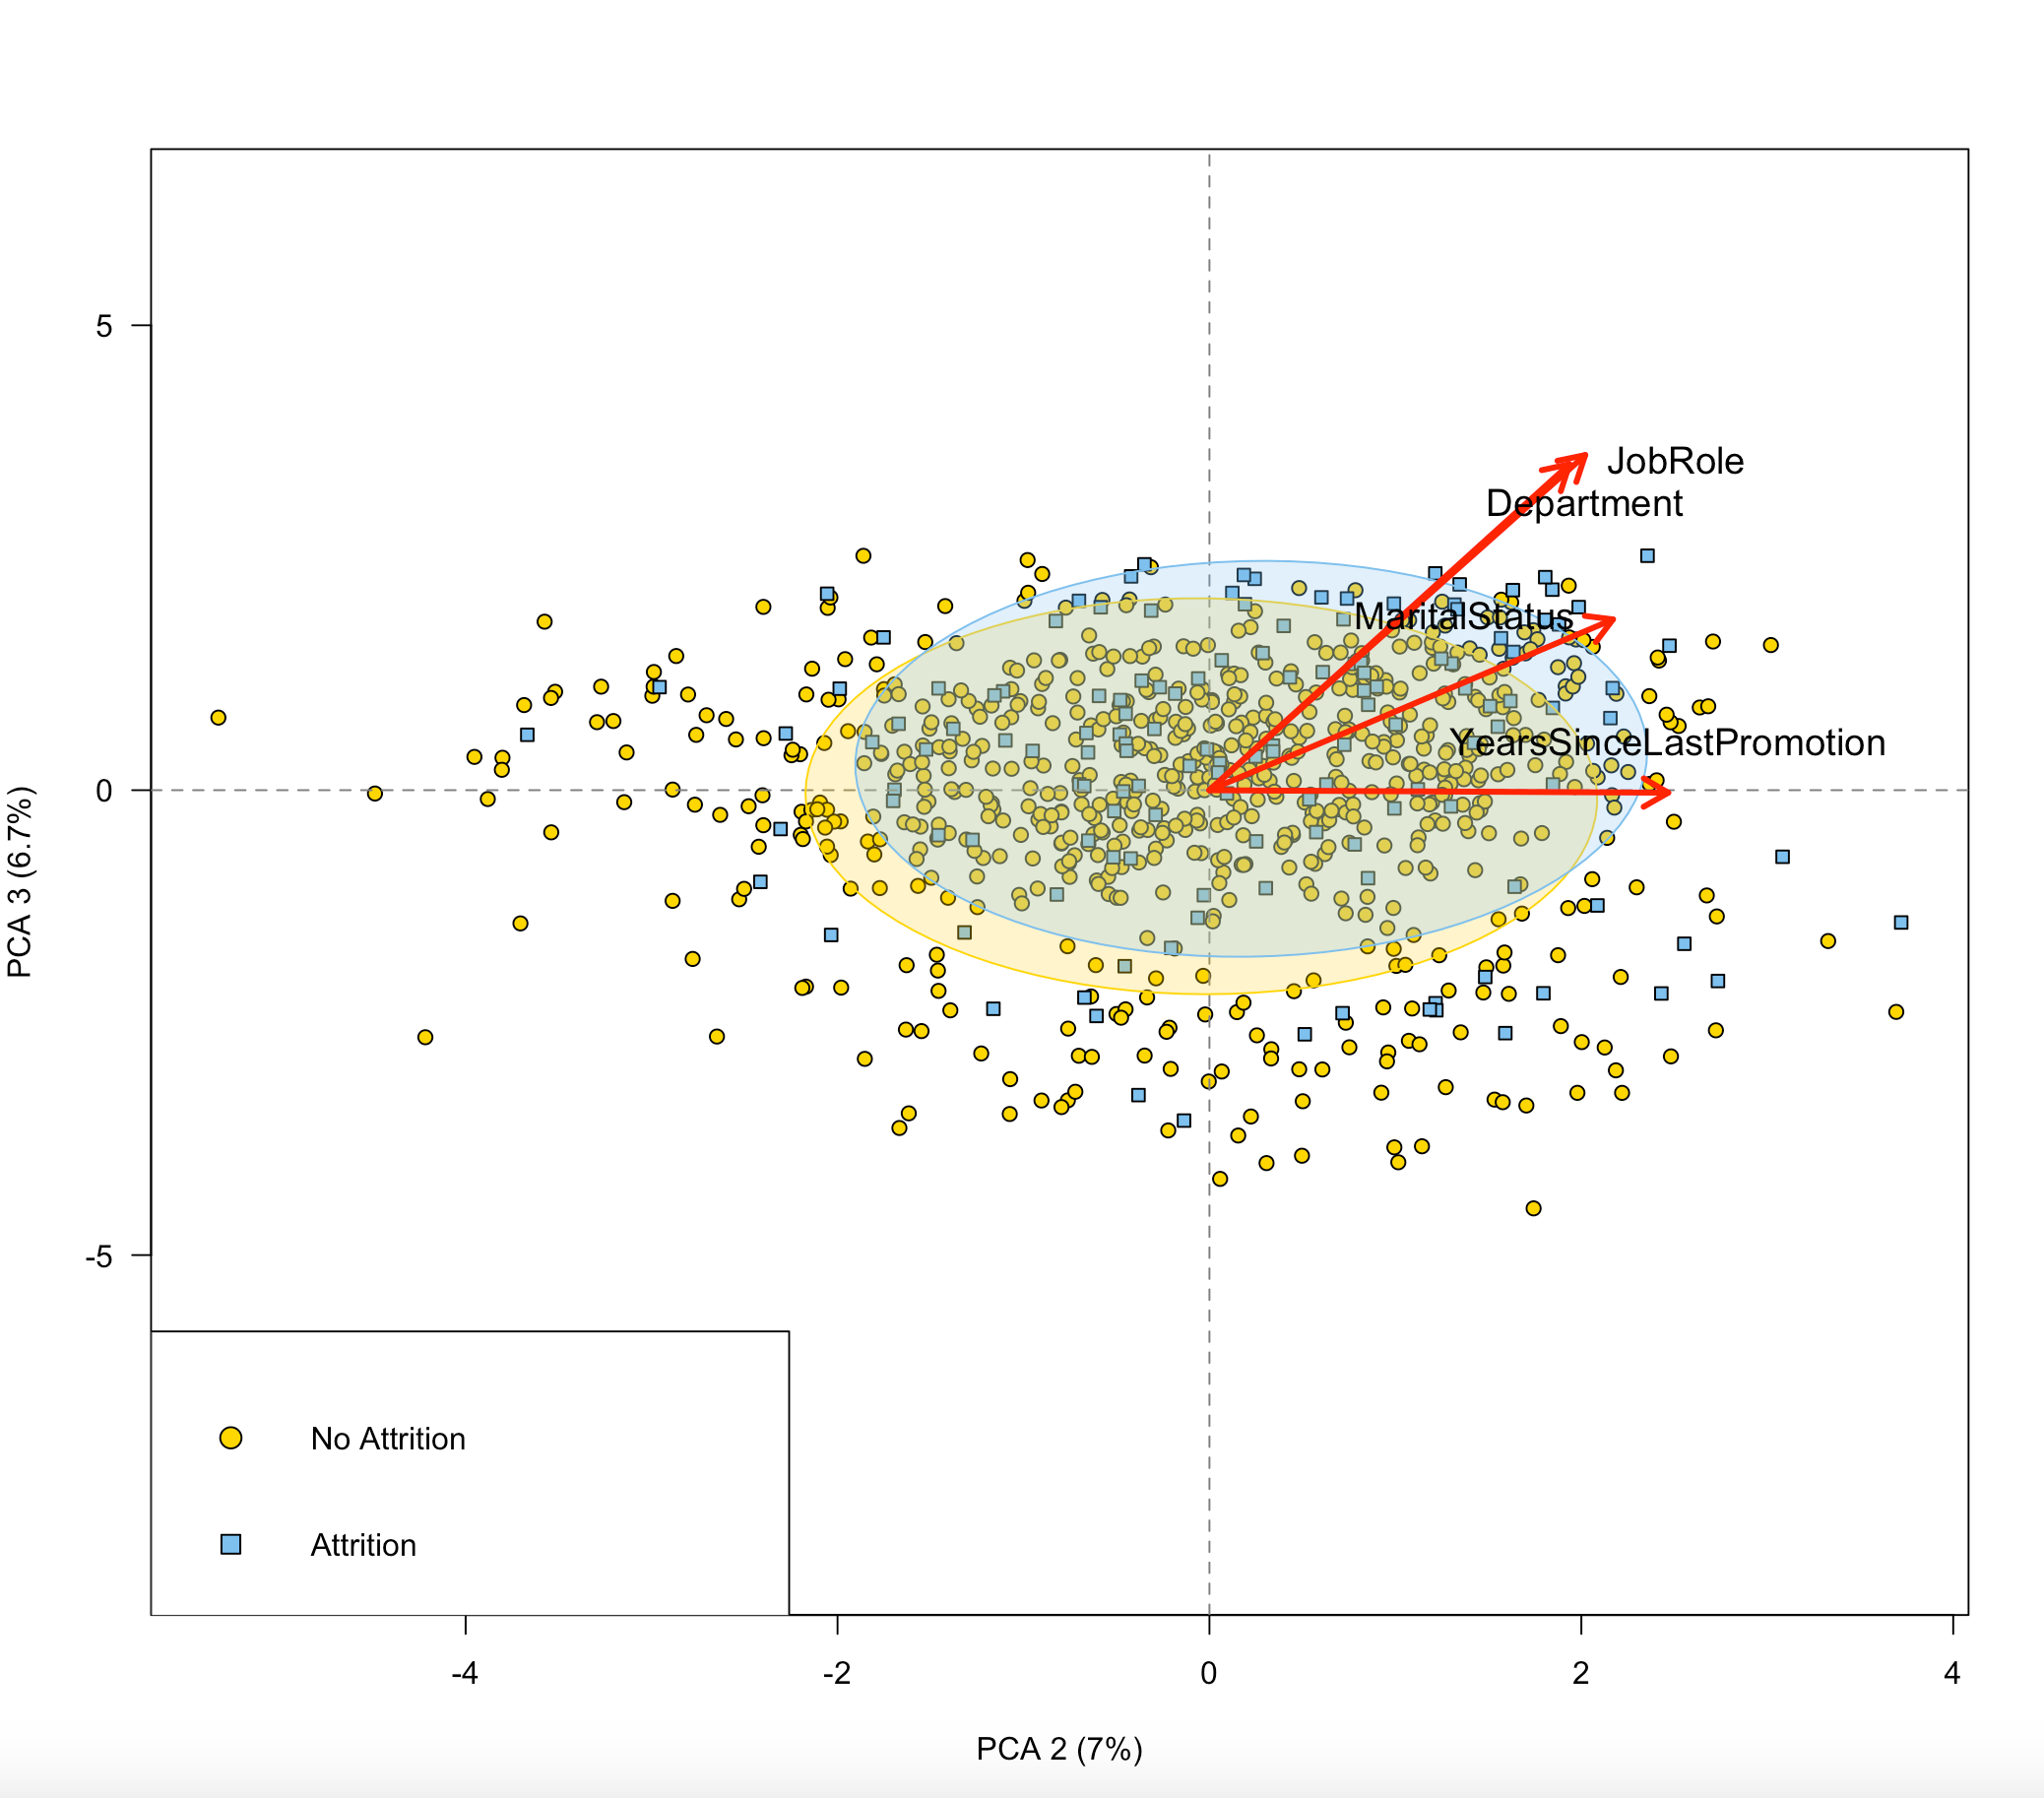 5
JobRole
Department
MaritalStatus
YearsSinceLastPromotion
0
PCA 3 (6.7%)
-5
No Attrition
Attrition
-4 -2 0 2 4
PCA 2 (7%)